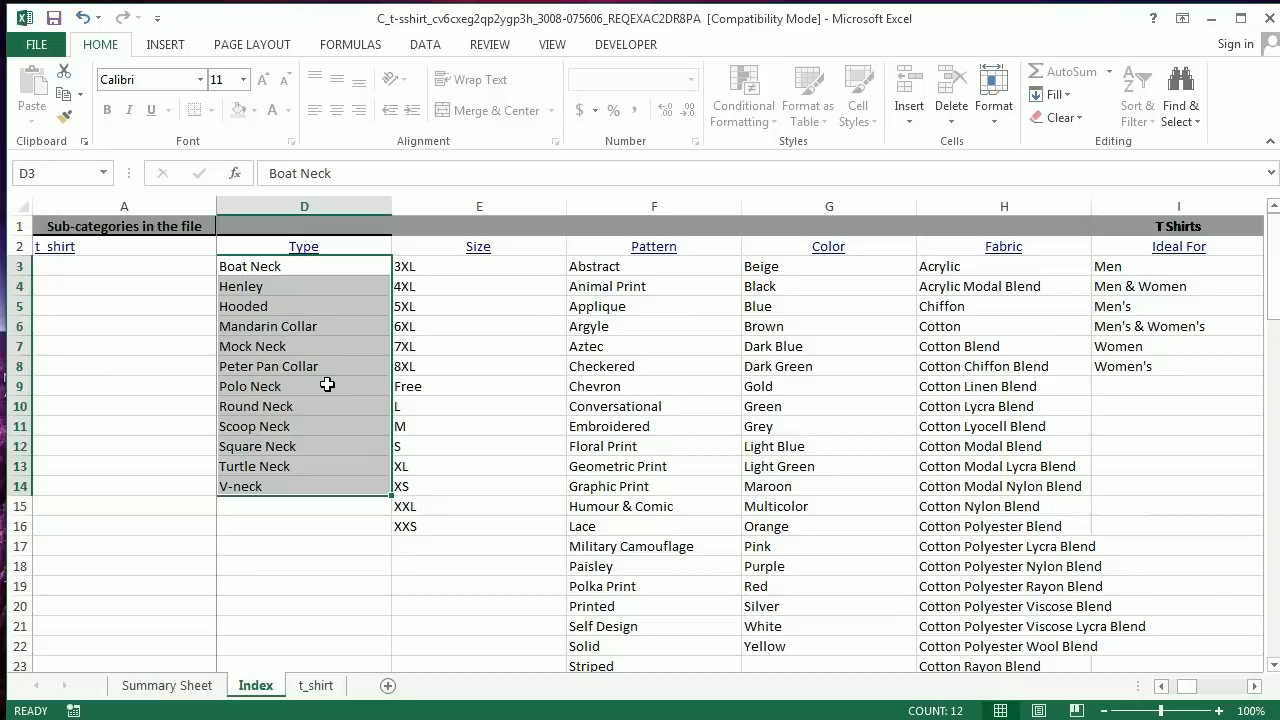 C_t-sshirt_cv6cxeg2qp2ygp3h_3008-075606_REQEXAC2DR8PA [Compatibility Mode] - Microsoft Excel
FILE HOME INSERT PAGE LAYOUT FORMULAS DATA REVIEW VIEW DEVELOPER Sign in
Calibri 11 Wrap Text AutoSum
Paste Conditional Format as Cell Insert Delete Format Fill Sort & Find &
B I U Merge & Center $ % Formatting Table Styles Clear Filter Select
Clipboard Font Alignment Number Styles Cells Editing
D3 fx Boat Neck
A D E F G H I
1 Sub-categories in the file T Shirts
2 t_shirt Type Size Pattern Color Fabric Ideal For
3 Boat Neck 3XL Abstract Beige Acrylic Men
4 Henley 4XL Animal Print Black Acrylic Modal Blend Men & Women
5 Hooded 5XL Applique Blue Chiffon Men's
6 Mandarin Collar 6XL Argyle Brown Cotton Men's & Women's
7 Mock Neck 7XL Aztec Dark Blue Cotton Blend Women
8 Peter Pan Collar 8XL Checkered Dark Green Cotton Chiffon Blend Women's
9 Polo Neck Free Chevron Gold Cotton Linen Blend
10 Round Neck L Conversational Green Cotton Lycra Blend
11 Scoop Neck M Embroidered Grey Cotton Lyocell Blend
12 Square Neck S Floral Print Light Blue Cotton Modal Blend
13 Turtle Neck XL Geometric Print Light Green Cotton Modal Lycra Blend
14 V-neck XS Graphic Print Maroon Cotton Modal Nylon Blend
15 XXL Humour & Comic Multicolor Cotton Nylon Blend
16 XXS Lace Orange Cotton Polyester Blend
17 Military Camouflage Pink Cotton Polyester Lycra Blend
18 Paisley Purple Cotton Polyester Nylon Blend
19 Polka Print Red Cotton Polyester Rayon Blend
20 Printed Silver Cotton Polyester Viscose Blend
21 Self Design White Cotton Polyester Viscose Lycra Blend
22 Solid Yellow Cotton Polyester Wool Blend
23 Striped Cotton Rayon Blend
Summary Sheet Index t_shirt
READY COUNT: 12 100%